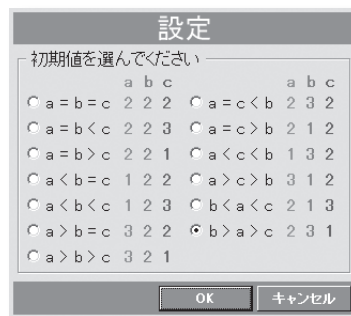 設定
初期値を選んでください
a b c a b c
a = b = c 2 2 2 a = c < b 2 3 2
a = b < c 2 2 3 a = c > b 2 1 2
a = b > c 2 2 1 a < c < b 1 3 2
a < b = c 1 2 2 a > c > b 3 1 2
a < b < c 1 2 3 b < a < c 2 1 3
a > b = c 3 2 2 b > a > c 2 3 1
a > b > c 3 2 1
OK キャンセル